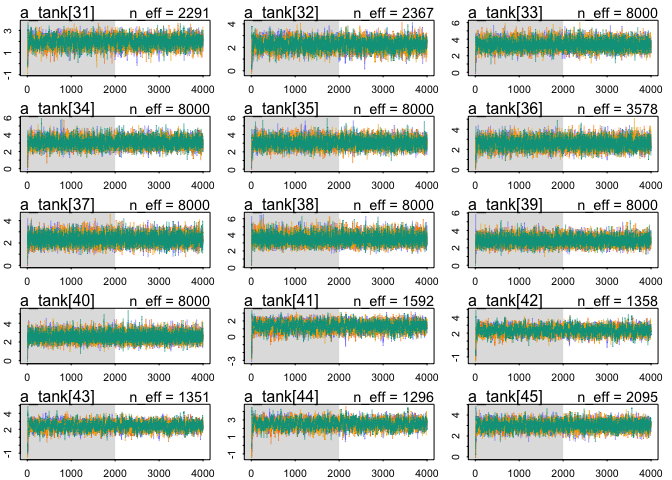 a_tank[31] n_eff = 2291 a_tank[32] n_eff = 2367 a_tank[33] n_eff = 8000
3 1 -1 4 2 0 6 4 2 0
0 1000 2000 3000 4000 0 1000 2000 3000 4000 0 1000 2000 3000 4000
a_tank[34] n_eff = 8000 a_tank[35] n_eff = 8000 a_tank[36] n_eff = 3578
6 4 2 0 6 4 2 0 4 2 0
0 1000 2000 3000 4000 0 1000 2000 3000 4000 0 1000 2000 3000 4000
a_tank[37] n_eff = 8000 a_tank[38] n_eff = 8000 a_tank[39] n_eff = 8000
4 2 0 6 4 2 0 6 4 2 0
0 1000 2000 3000 4000 0 1000 2000 3000 4000 0 1000 2000 3000 4000
a_tank[40] n_eff = 8000 a_tank[41] n_eff = 1592 a_tank[42] n_eff = 1358
4 2 0 2 0 -3 4 2 -1
0 1000 2000 3000 4000 0 1000 2000 3000 4000 0 1000 2000 3000 4000
a_tank[43] n_eff = 1351 a_tank[44] n_eff = 1296 a_tank[45] n_eff = 2095
4 2 -1 3 1 -1 4 2 0
0 1000 2000 3000 4000 0 1000 2000 3000 4000 0 1000 2000 3000 4000